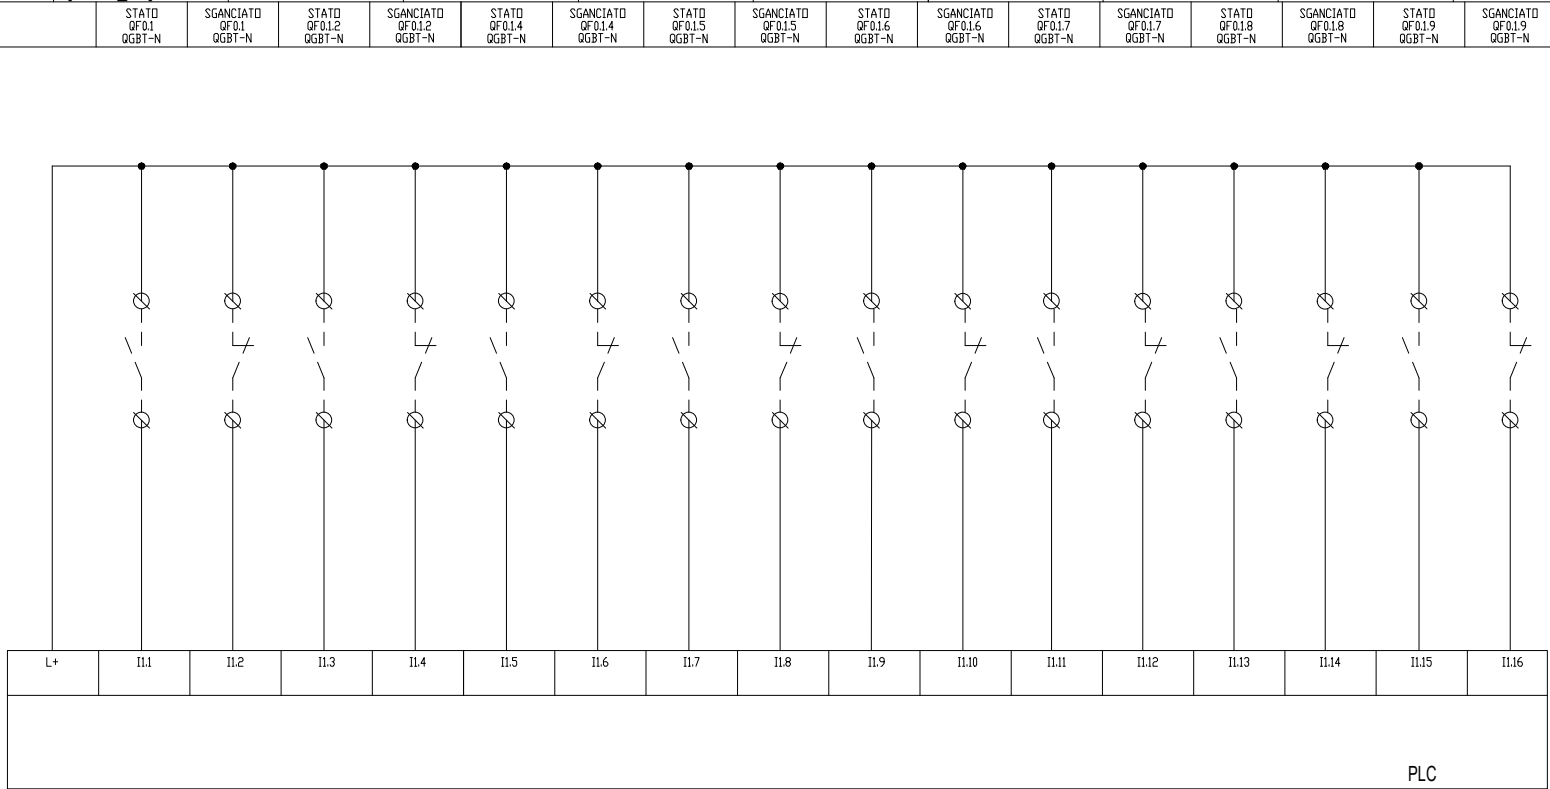 STATO
QF0.1
QGBT-N
SGANCIATO
QF0.1
QGBT-N
STATO
QF0.1.2
QGBT-N
SGANCIATO
QF0.1.2
QGBT-N
STATO
QF0.1.4
QGBT-N
SGANCIATO
QF0.1.4
QGBT-N
STATO
QF0.1.5
QGBT-N
SGANCIATO
QF0.1.5
QGBT-N
STATO
QF0.1.6
QGBT-N
SGANCIATO
QF0.1.6
QGBT-N
STATO
QF0.1.7
QGBT-N
SGANCIATO
QF0.1.7
QGBT-N
STATO
QF0.1.8
QGBT-N
SGANCIATO
QF0.1.8
QGBT-N
STATO
QF0.1.9
QGBT-N
SGANCIATO
QF0.1.9
QGBT-N
L+
I1.1
I1.2
I1.3
I1.4
I1.5
I1.6
I1.7
I1.8
I1.9
I1.10
I1.11
I1.12
I1.13
I1.14
I1.15
I1.16
PLC